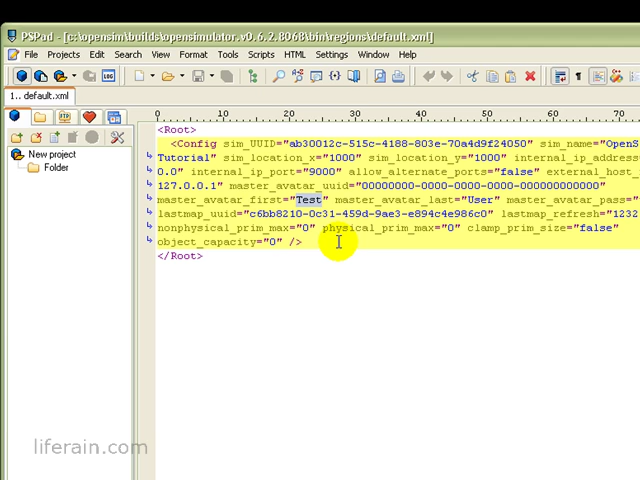 PSPad - [c:\opensim\builds\opensimulator.v0.6.2.8068\bin\regions\default.xml]
File Projects Edit Search View Format Tools Scripts HTML Settings Window Help
LOG
1.. default.xml
FTP
0 10 20 30 40 50 60 70
New project
Folder
<Root>
<Config sim_UUID="ab30012c-515c-4188-803e-70a4d9f24050" sim_name="OpenS
Tutorial" sim_location_x="1000" sim_location_y="1000" internal_ip_address
0.0" internal_ip_port="9000" allow_alternate_ports="false" external_host_
127.0.0.1" master_avatar_uuid="00000000-0000-0000-0000-000000000000"
master_avatar_first="Test" master_avatar_last="User" master_avatar_pass="
lastmap_uuid="c6bb8210-0c31-459d-9ae3-e894c4e986c0" lastmap_refresh="1232
nonphysical_prim_max="0" physical_prim_max="0" clamp_prim_size="false"
object_capacity="0" />
</Root>
liferain.com